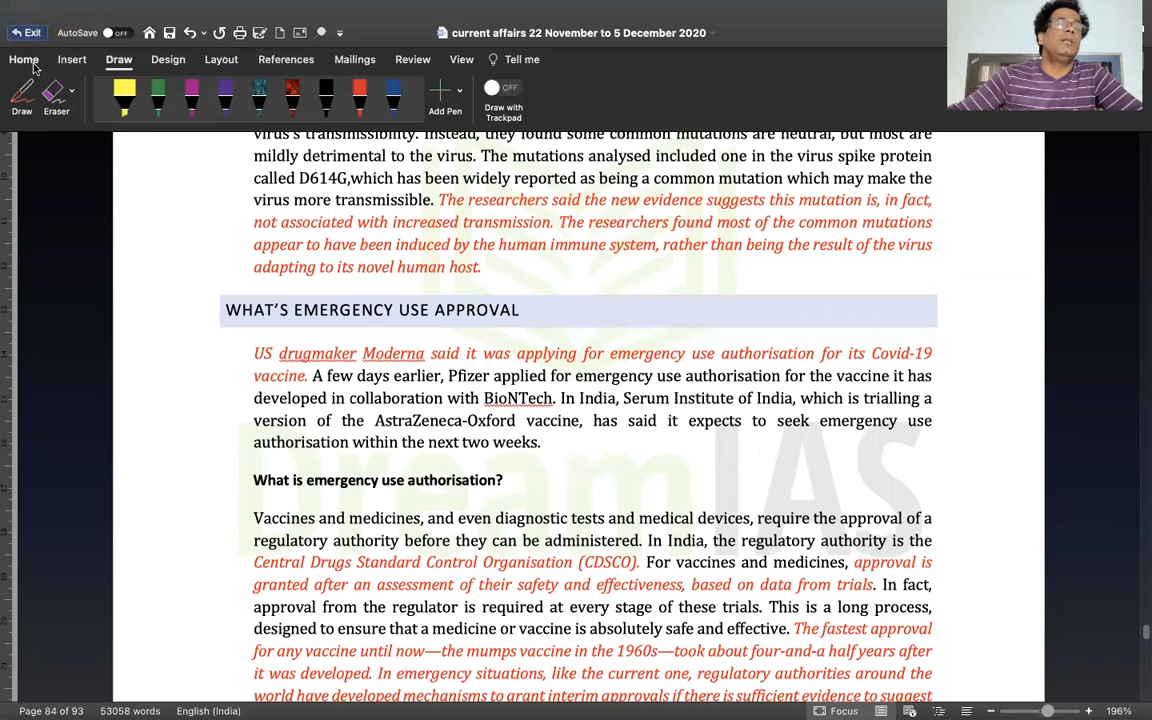 Exit
AutoSave OFF
current affairs 22 November to 5 December 2020
Home Insert Draw Design Layout References Mailings Review View Tell me
Draw Eraser Add Pen OFF Draw with Trackpad
virus's transmissibility. Instead, they found some common mutations are neutral, but most are
mildly detrimental to the virus. The mutations analysed included one in the virus spike protein
called D614G,which has been widely reported as being a common mutation which may make the
virus more transmissible. The researchers said the new evidence suggests this mutation is, in fact,
not associated with increased transmission. The researchers found most of the common mutations
appear to have been induced by the human immune system, rather than being the result of the virus
adapting to its novel human host.
WHAT'S EMERGENCY USE APPROVAL
US drugmaker Moderna said it was applying for emergency use authorisation for its Covid-19
vaccine. A few days earlier, Pfizer applied for emergency use authorisation for the vaccine it has
developed in collaboration with BioNTech. In India, Serum Institute of India, which is trialling a
version of the AstraZeneca-Oxford vaccine, has said it expects to seek emergency use
authorisation within the next two weeks.
What is emergency use authorisation?
Vaccines and medicines, and even diagnostic tests and medical devices, require the approval of a
regulatory authority before they can be administered. In India, the regulatory authority is the
Central Drugs Standard Control Organisation (CDSCO). For vaccines and medicines, approval is
granted after an assessment of their safety and effectiveness, based on data from trials. In fact,
approval from the regulator is required at every stage of these trials. This is a long process,
designed to ensure that a medicine or vaccine is absolutely safe and effective. The fastest approval
for any vaccine until now—the mumps vaccine in the 1960s—took about four-and-a half years after
it was developed. In emergency situations, like the current one, regulatory authorities around the
world have developed mechanisms to grant interim approvals if there is sufficient evidence to suggest
DreamIAS
Page 84 of 93 53058 words English (India) Focus 196%